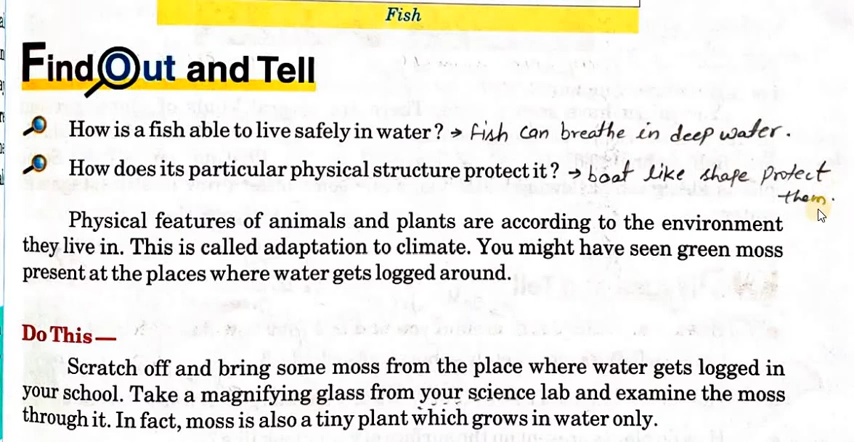 Fish
Find Out and Tell
How is a fish able to live safely in water? → Fish can breathe in deep water.
How does its particular physical structure protect it? → boat like shape Protect
them.
Physical features of animals and plants are according to the environment
they live in. This is called adaptation to climate. You might have seen green moss
present at the places where water gets logged around.
Do This—
Scratch off and bring some moss from the place where water gets logged in
your school. Take a magnifying glass from your science lab and examine the moss
through it. In fact, moss is also a tiny plant which grows in water only.